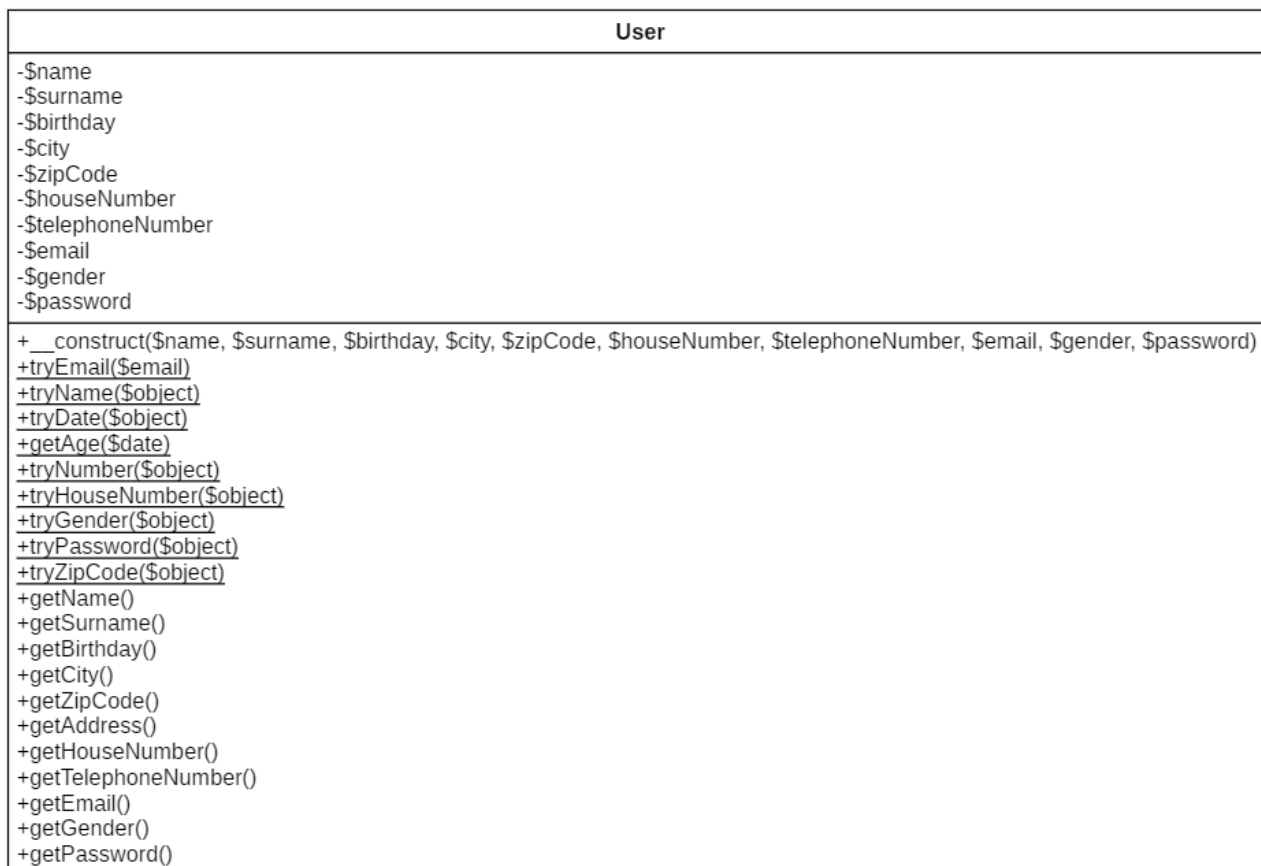 User
-$name
-$surname
-$birthday
-$city
-$zipCode
-$houseNumber
-$telephoneNumber
-$email
-$gender
-$password
+__construct($name, $surname, $birthday, $city, $zipCode, $houseNumber, $telephoneNumber, $email, $gender, $password)
+tryEmail($email)
+tryName($object)
+tryDate($object)
+getAge($date)
+tryNumber($object)
+tryHouseNumber($object)
+tryGender($object)
+tryPassword($object)
+tryZipCode($object)
+getName()
+getSurname()
+getBirthday()
+getCity()
+getZipCode()
+getAddress()
+getHouseNumber()
+getTelephoneNumber()
+getEmail()
+getGender()
+getPassword()